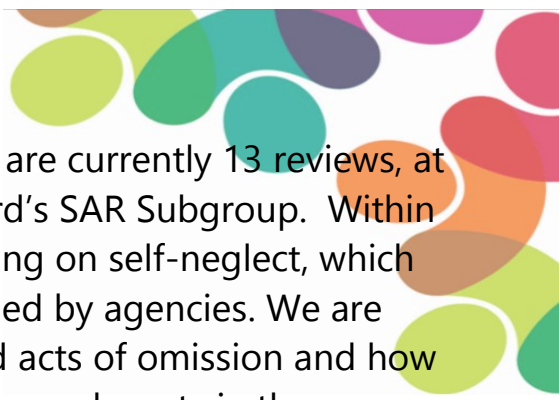 are currently 13 reviews, at
rd's SAR Subgroup. Within
ng on self-neglect, which
ed by agencies. We are
d acts of omission and how